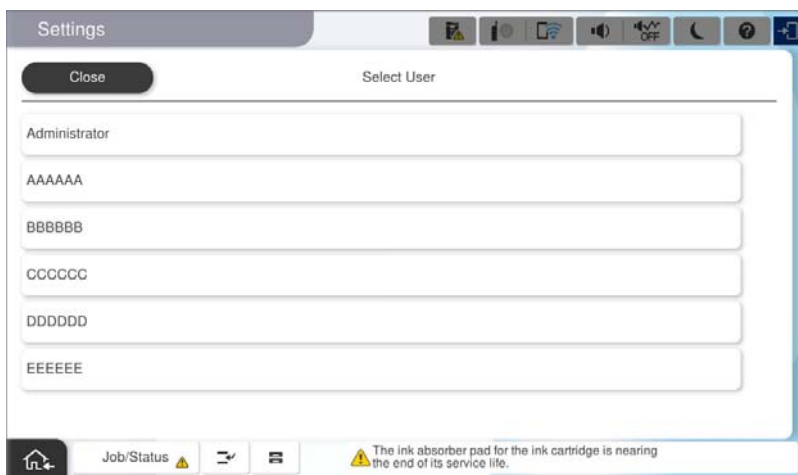 Settings
OFF
Close
Select User
Administrator
AAAAAA
BBBBBB
CCCCCC
DDDDDD
EEEEEE
Job/Status
The ink absorber pad for the ink cartridge is nearing
the end of its service life.